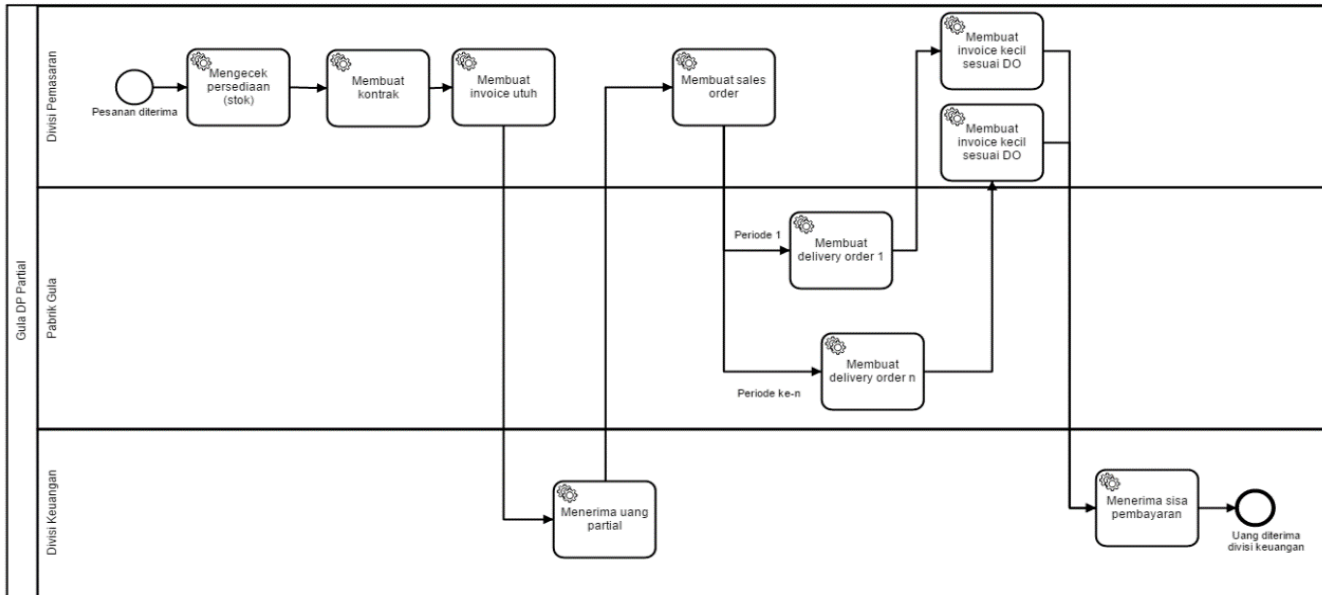 Gula DP Partial
Divisi Pemasaran
Pesanan diterima
Mengecek
persediaan
(stok)
Membuat
kontrak
Membuat
invoice utuh
Membuat sales
order
Membuat
invoice kecil
sesuai DO
Membuat
invoice kecil
sesuai DO
Pabrik Gula
Periode 1
Membuat
delivery order 1
Periode ke-n
Membuat
delivery order n
Divisi Keuangan
Menerima uang
partial
Menerima sisa
pembayaran
Uang diterima
divisi keuangan